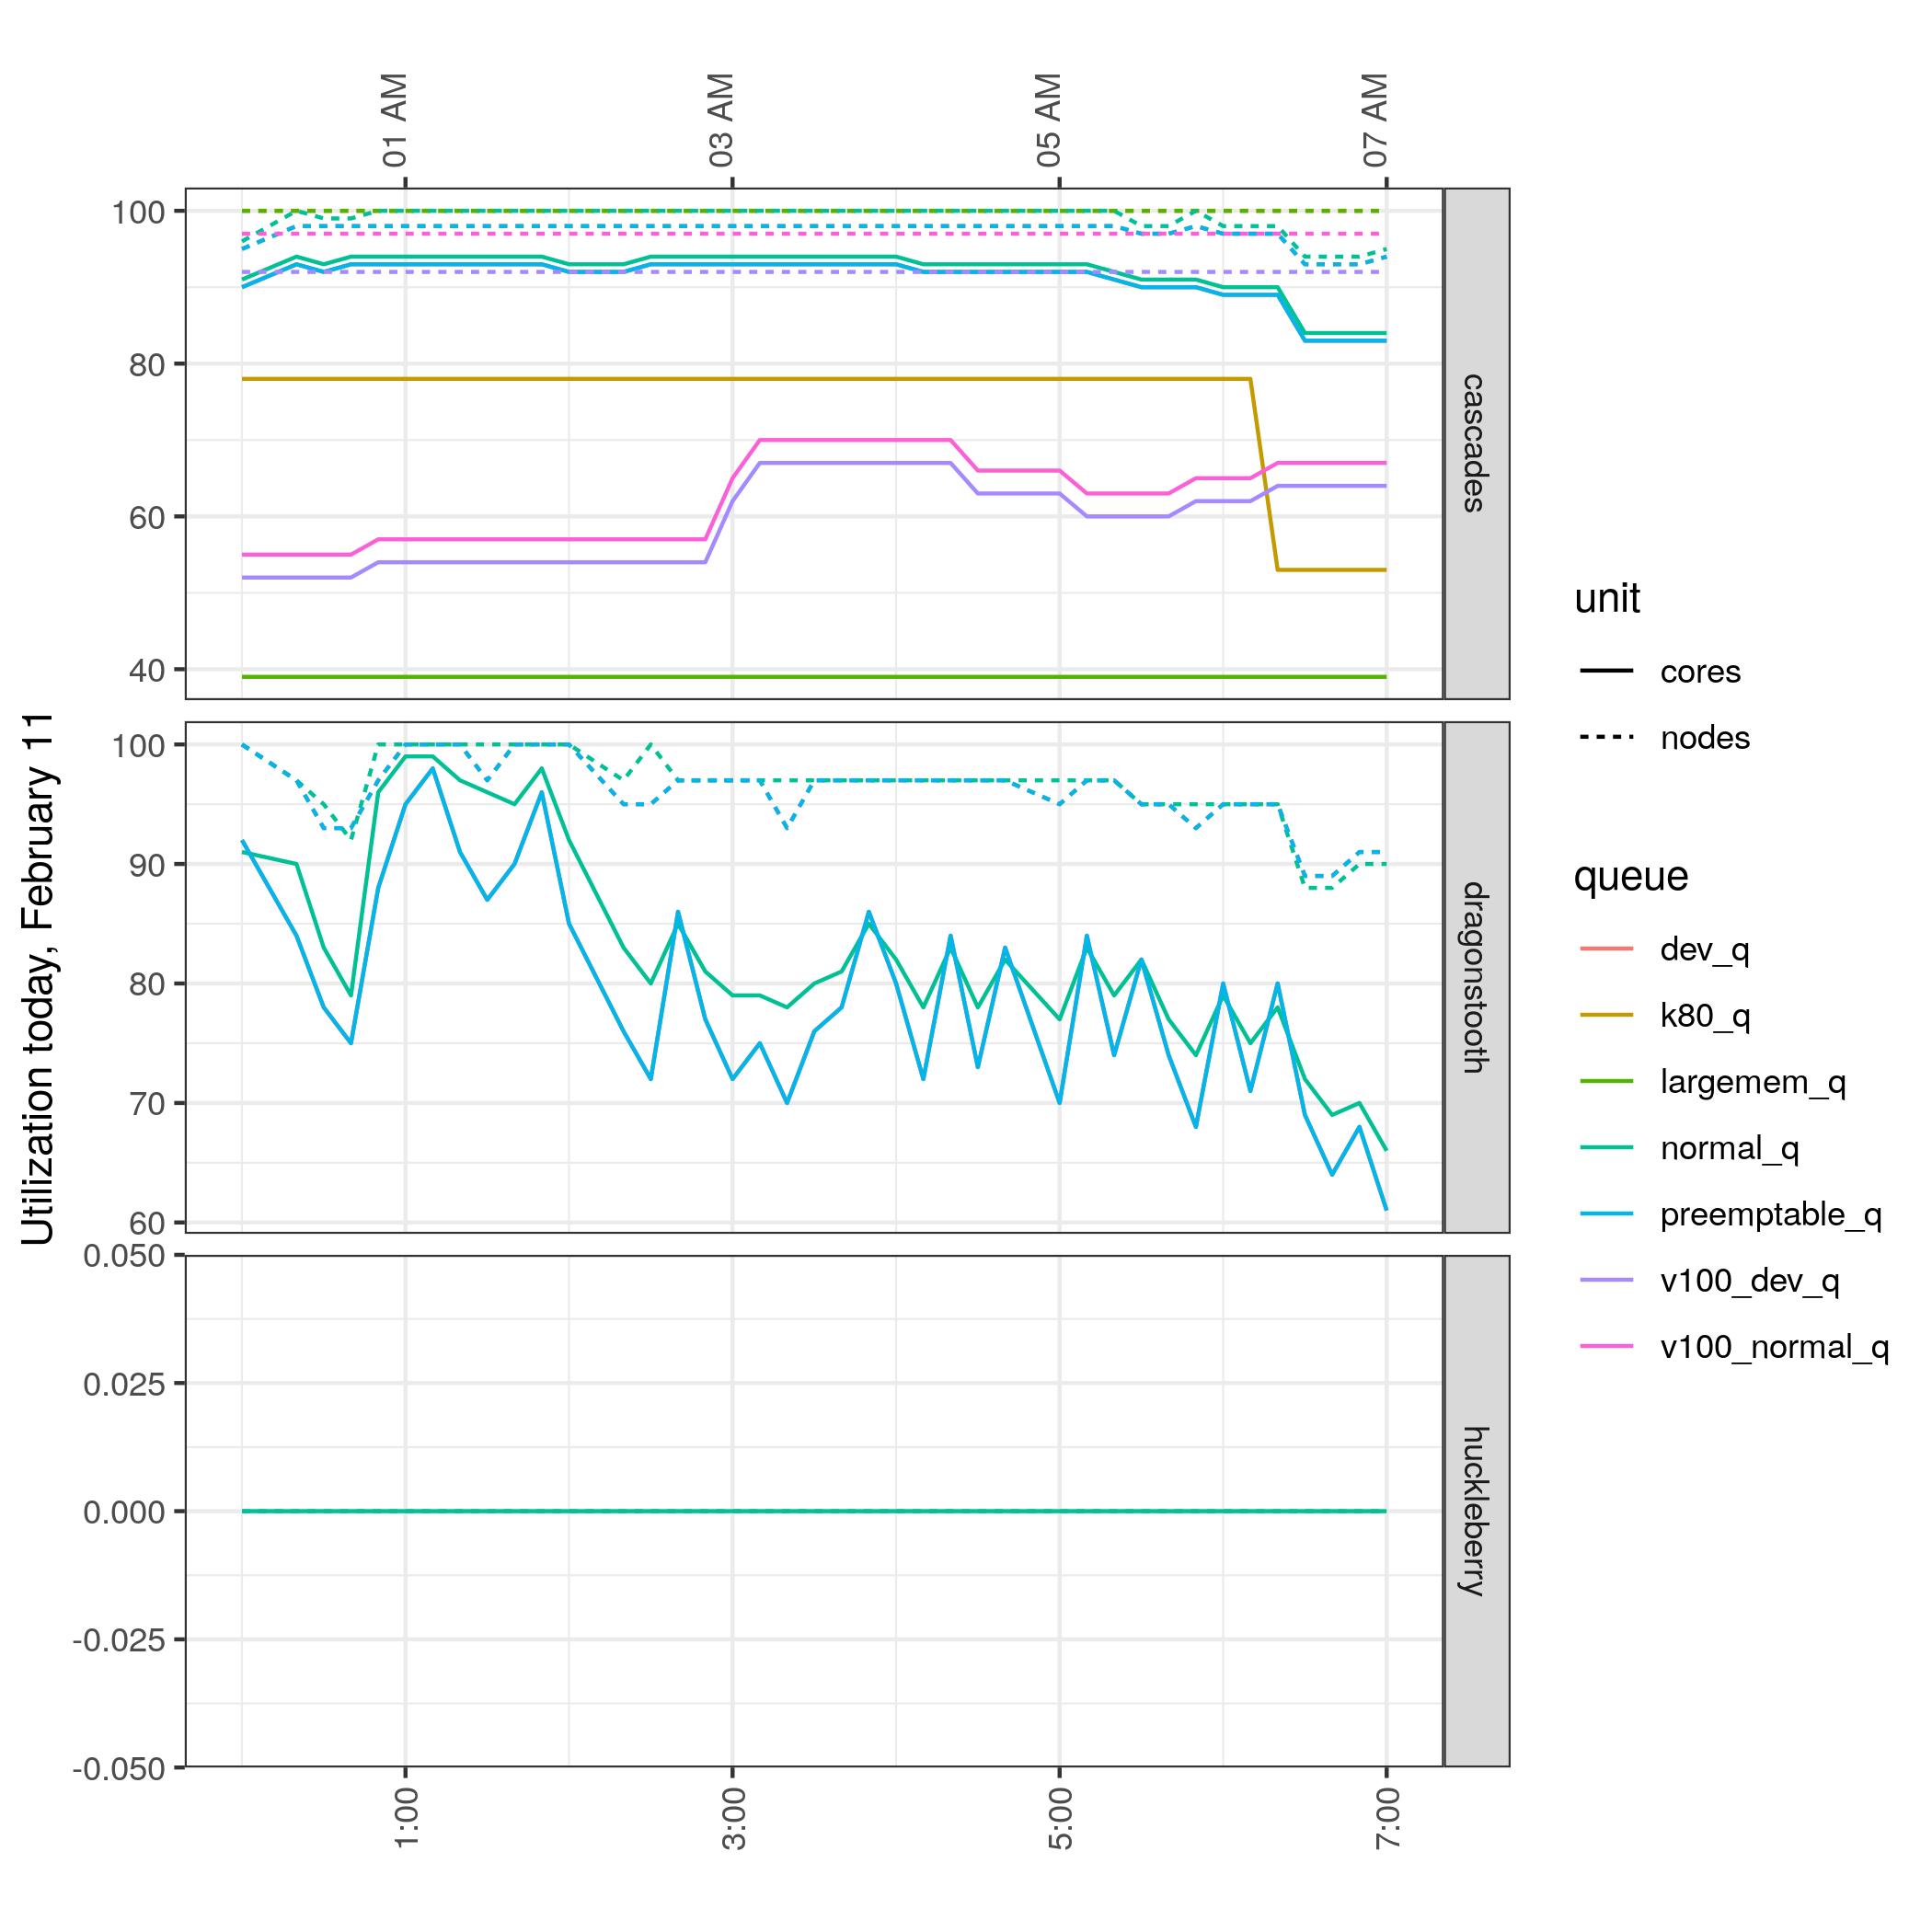 01 AM
03 AM
05 AM
07 AM
Utilization today, February 11
100
80
60
40
cascades
100
90
80
70
60
dragonstooth
0.050
0.025
0.000
-0.025
-0.050
huckleberry
1:00
3:00
5:00
7:00
unit
cores
nodes
queue
dev_q
k80_q
largemem_q
normal_q
preemptable_q
v100_dev_q
v100_normal_q